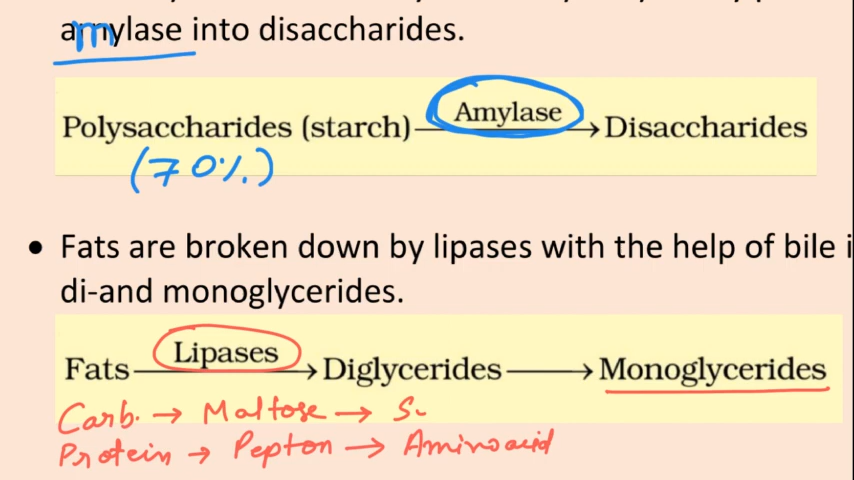 amylase into disaccharides.
m
Polysaccharides (starch) Amylase → Disaccharides
(70%)
• Fats are broken down by lipases with the help of bile
di-and monoglycerides.
Fats Lipases → Diglycerides → Monoglycerides
Carb. → Maltose → S
Protein → Pepton → Aminoacid